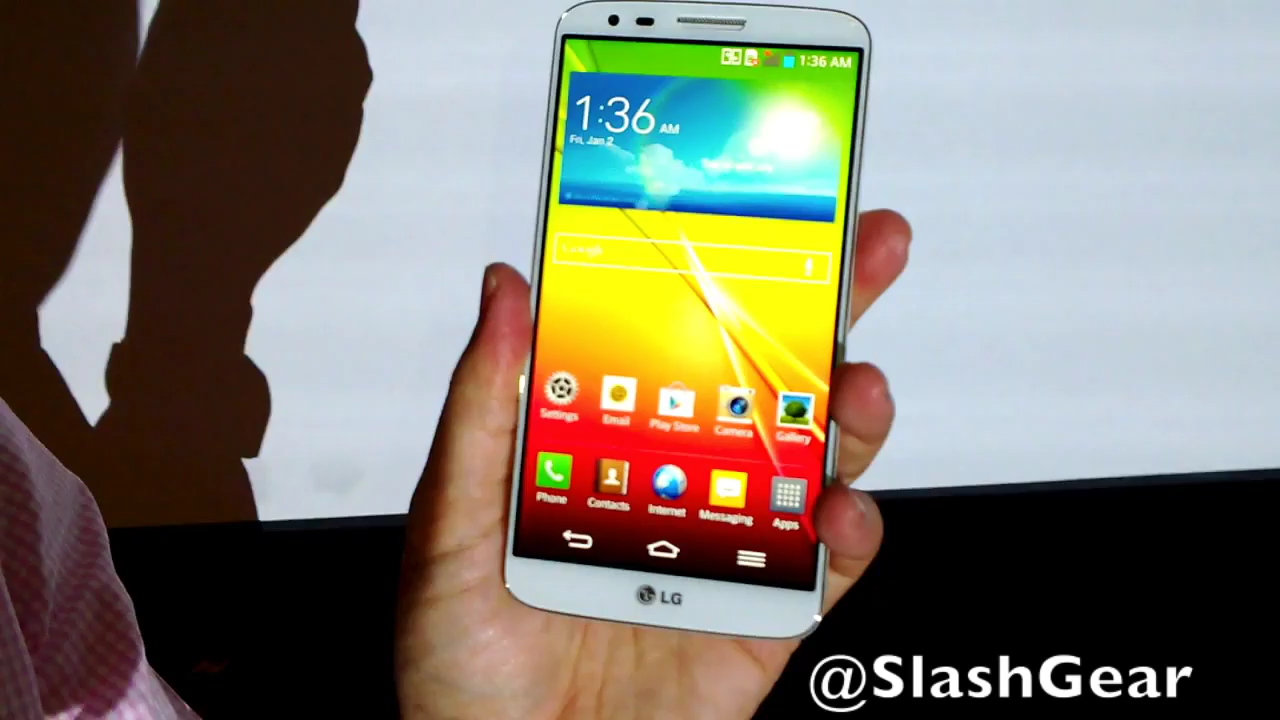 1:36 AM
1:36 AM
Fri, Jan 2
Google
Settings Email Play Store Camera Gallery
Phone Contacts Internet Messaging Apps
LG
@SlashGear